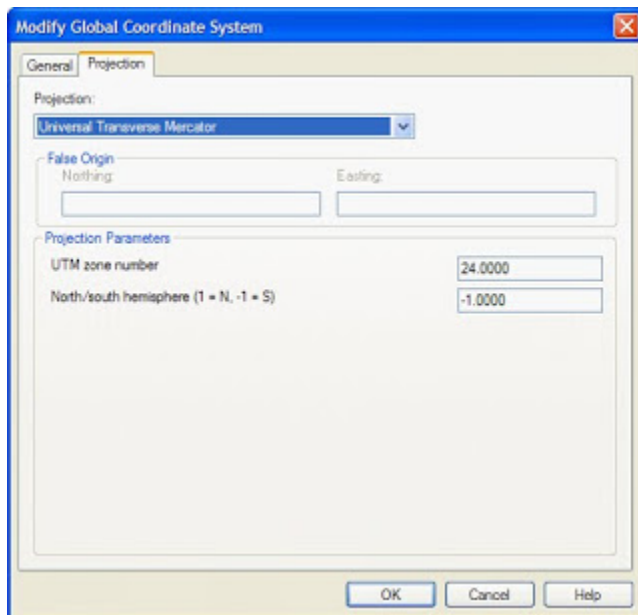 Modify Global Coordinate System
General Projection
Projection:
Universal Transverse Mercator
False Origin
Northing: Easting:
Projection Parameters
UTM zone number 24.0000
North/south hemisphere (1 = N, -1 = S) -1.0000
OK Cancel Help